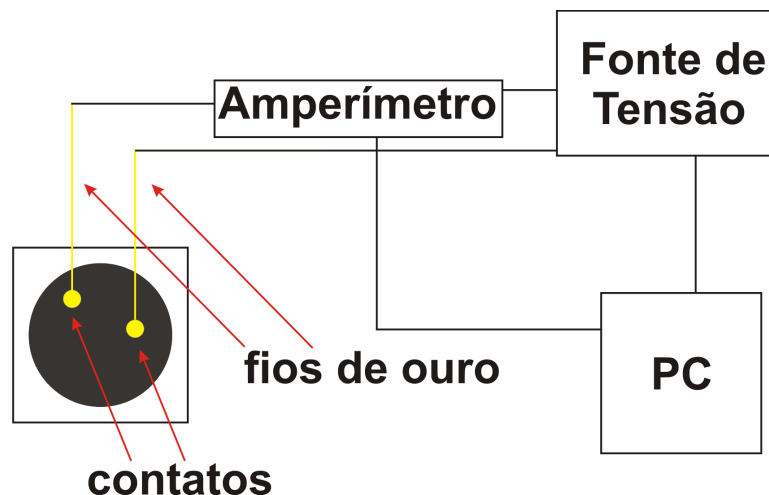 Fonte de
Tensão
Amperímetro
fios de ouro
PC
contatos